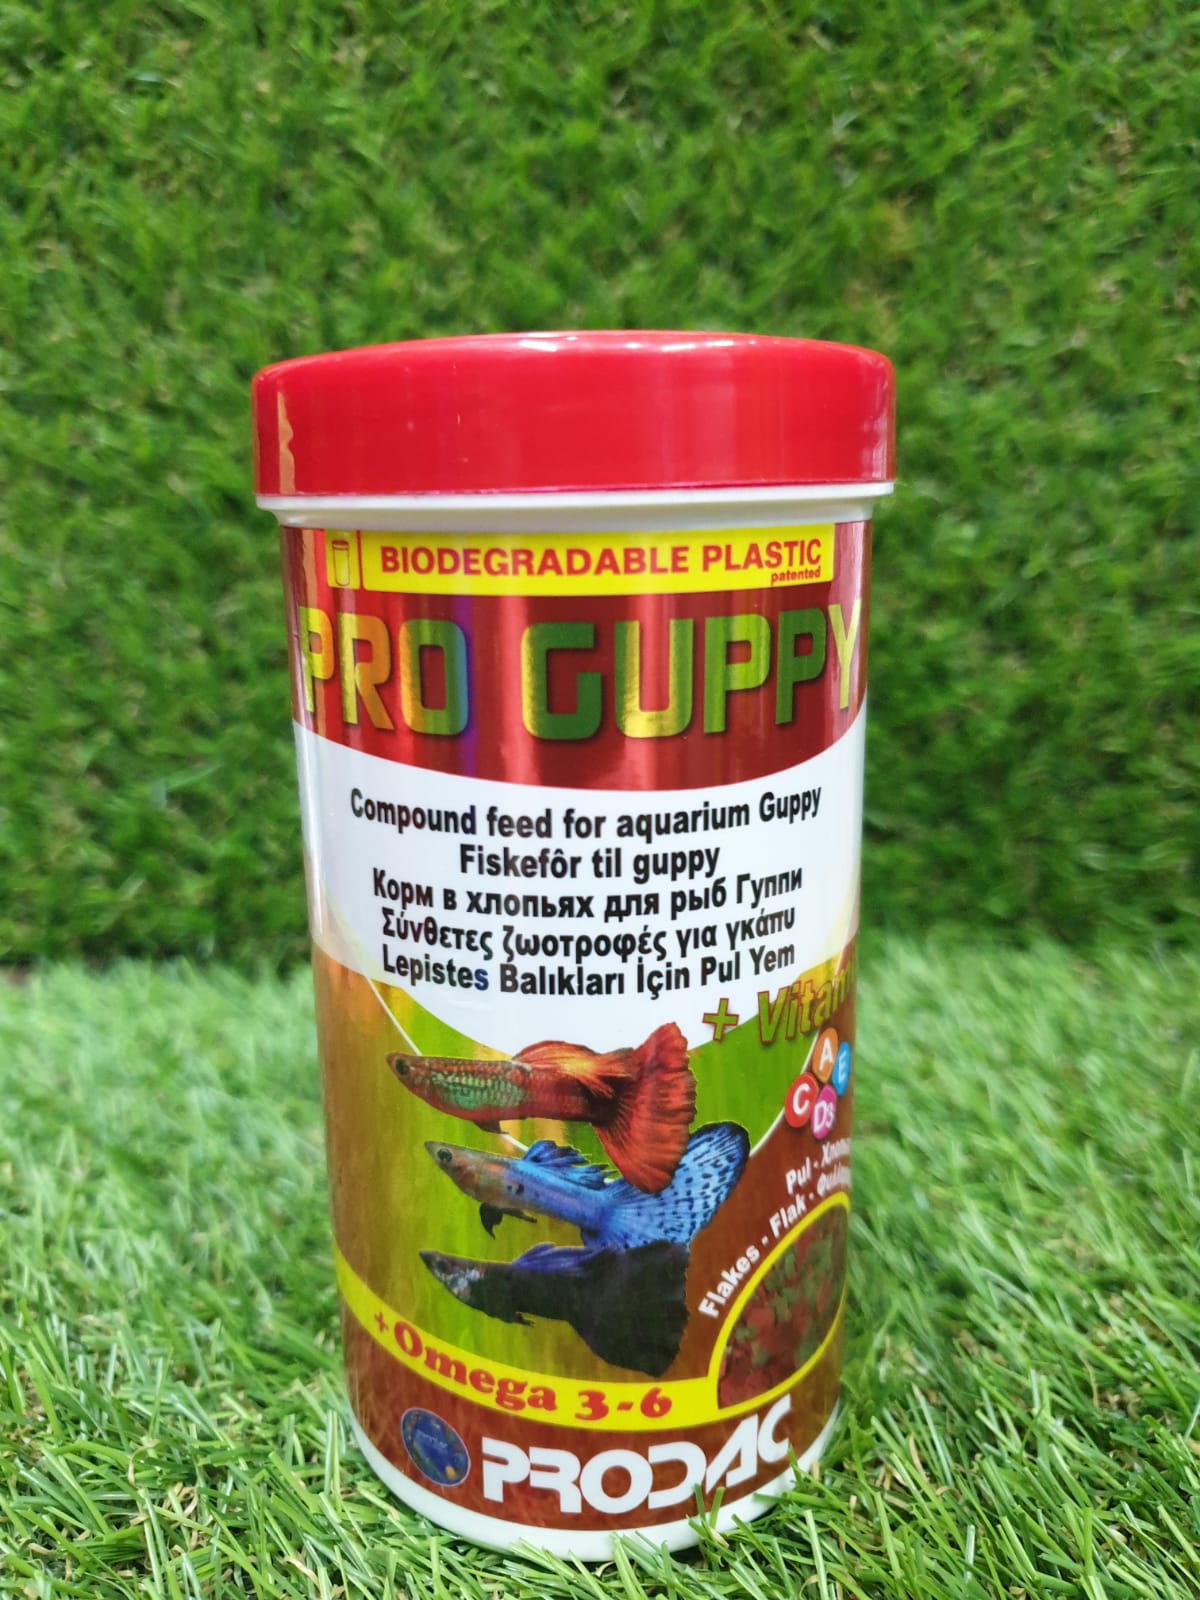 BIODEGRADABLE PLASTIC
patented
PRO GUPPY
Compound feed for aquarium Guppy
Fiskefôr til guppy
Корм в хлопьях для рыб Гуппи
Σύνθετες ζωοτροφές για γκάπυ
Lepistes Balıkları İçin Pul Yem
+ Vitam
A
E
C
D3
Pul -
Flakes - Flak -
+Omega 3-6
PRODAC